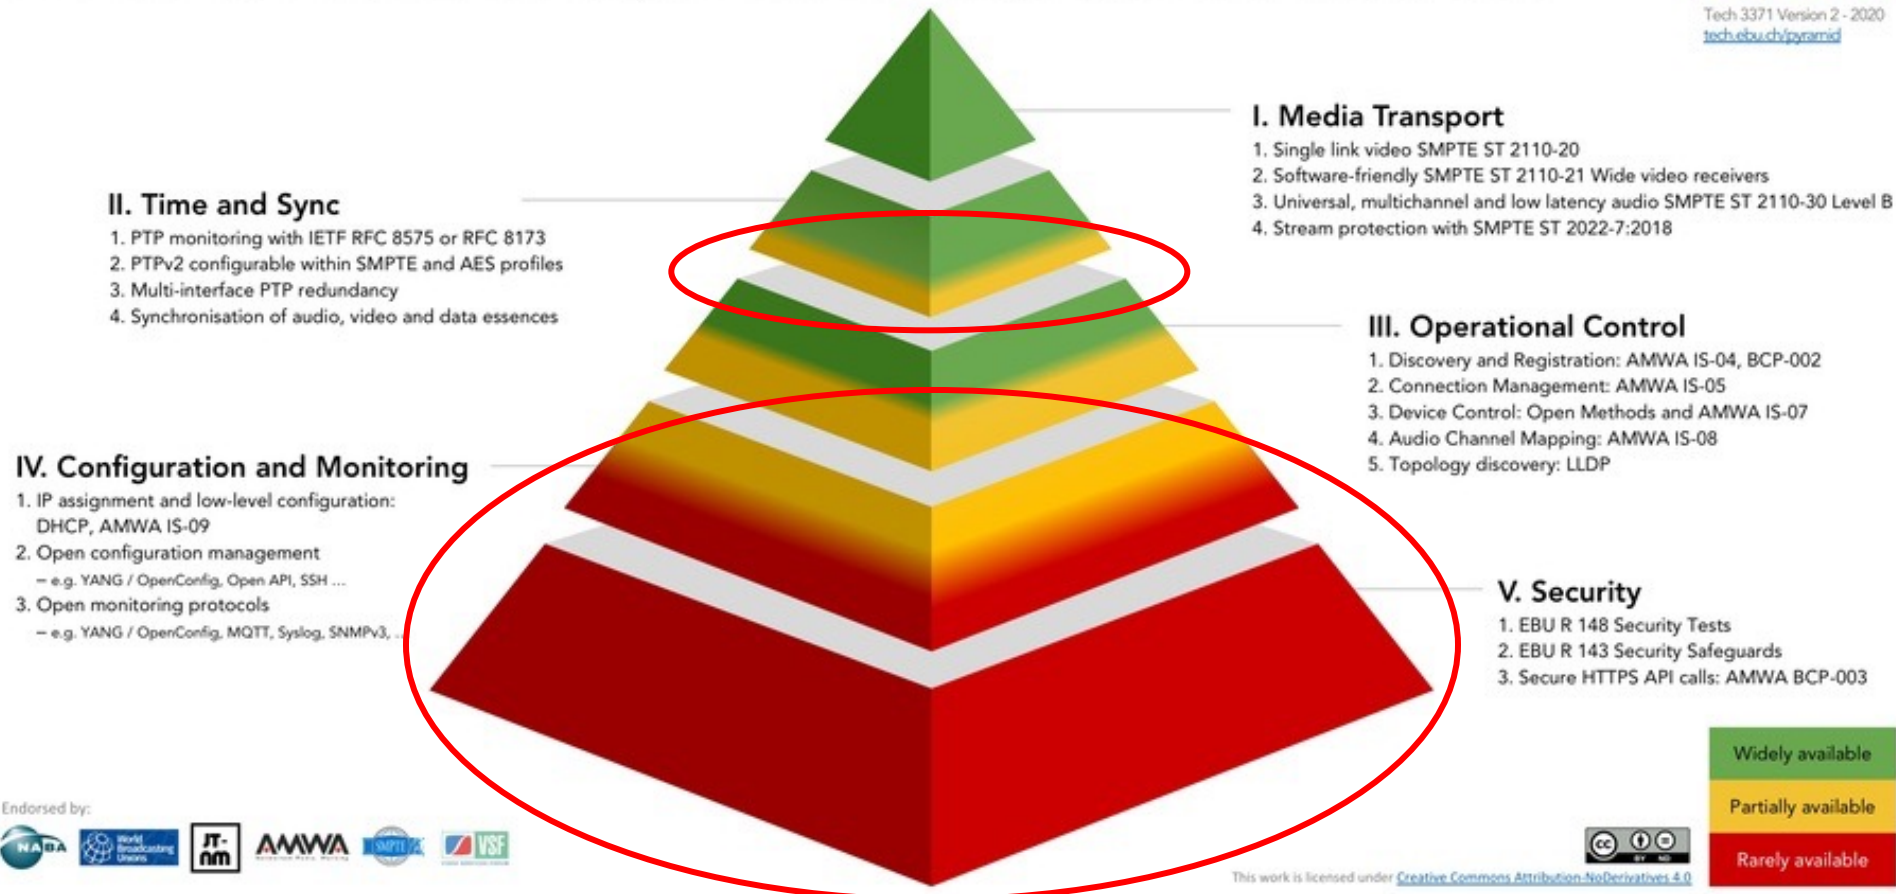 Tech 3371 Version 2 - 2020
tech.ebu.ch/pyramid
I. Media Transport
1. Single link video SMPTE ST 2110-20
2. Software-friendly SMPTE ST 2110-21 Wide video receivers
3. Universal, multichannel and low latency audio SMPTE ST 2110-30 Level B
4. Stream protection with SMPTE ST 2022-7:2018
II. Time and Sync
1. PTP monitoring with IETF RFC 8575 or RFC 8173
2. PTPv2 configurable within SMPTE and AES profiles
3. Multi-interface PTP redundancy
4. Synchronisation of audio, video and data essences
III. Operational Control
1. Discovery and Registration: AMWA IS-04, BCP-002
2. Connection Management: AMWA IS-05
3. Device Control: Open Methods and AMWA IS-07
4. Audio Channel Mapping: AMWA IS-08
5. Topology discovery: LLDP
IV. Configuration and Monitoring
1. IP assignment and low-level configuration:
DHCP, AMWA IS-09
2. Open configuration management
– e.g. YANG / OpenConfig, Open API, SSH ...
3. Open monitoring protocols
– e.g. YANG / OpenConfig, MQTT, Syslog, SNMPv3, ...
V. Security
1. EBU R 148 Security Tests
2. EBU R 143 Security Safeguards
3. Secure HTTPS API calls: AMWA BCP-003
Widely available
Partially available
Rarely available
Endorsed by:
NABA
World
Broadcasting
Unions
JT-
nm
AMWA
SMPTE
VSF
cc
BY ND
This work is licensed under Creative Commons Attribution-NoDerivatives 4.0